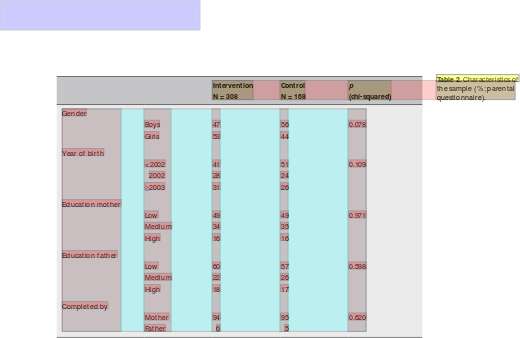 Table 2. Characteristics of
the sample (%; parental
questionnaire).
Intervention Control p
N = 308 N = 168 (chi-squared)
Gender
Boys 47 56 0.078
Girls 53 44
Year of birth
<2002 41 51 0.109
2002 28 24
≥2003 31 26
Education mother
Low 49 49 0.971
Medium 34 35
High 16 16
Education father
Low 60 57 0.598
Medium 22 26
High 18 17
Completed by
Mother 94 95 0.620
Father 6 5